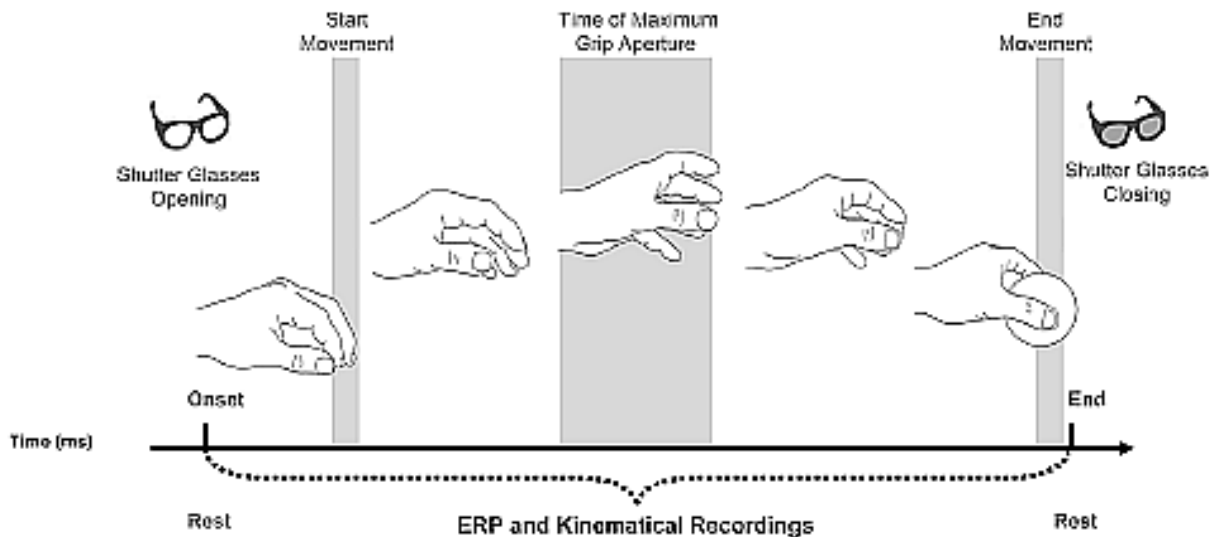 Start
Movement
Time of Maximum
Grip Aperture
End
Movement
Shutter Glasses
Opening
Shutter Glasses
Closing
Onset
End
Time (ms)
Rest
ERP and Kinematical Recordings
Rest